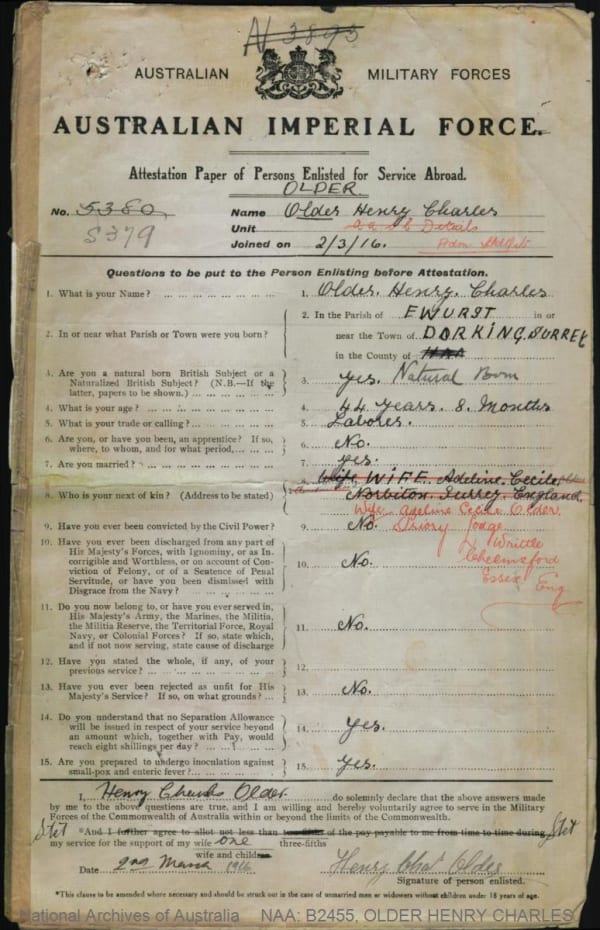 N 3895
AUSTRALIAN MILITARY FORCES
AUSTRALIAN IMPERIAL FORCE.
Attestation Paper of Persons Enlisted for Service Abroad.
OLDER
No. 5380 Name Older Henry Charles
5379 Unit Details
Joined on 2/3/16.
Questions to be put to the Person Enlisting before Attestation.
1. What is your Name? 1. Older. Henry. Charles
2. In or near what Parish or Town were you born? 2. In the Parish of EWURST in or
near the Town of DORKING, SURREY
in the County of
3. Are you a natural born British Subject or a
Naturalized British Subject? (N.B.—If the
latter, papers to be shown.) 3. yes. Natural Born
4. What is your age? 4. 44 years. 8. Months
5. What is your trade or calling? 5. Laborer.
6. Are you, or have you been, an apprentice? If so,
where, to whom, and for what period, 6. No.
7. Are you married? 7. yes.
8. Who is your next of kin? (Address to be stated) 8. Wife. WIFE. Adeline. Cecile
Norbiton. Surrey. England.
Wife. Adeline Cecile Older.
Priory Lodge
Writtle
Chelmsford
Essex Eng
9. Have you ever been convicted by the Civil Power? 9. No.
10. Have you ever been discharged from any part of
His Majesty's Forces, with Ignominy, or as In-
corrigible and Worthless, or on account of Con-
viction of Felony, or of a Sentence of Penal
Servitude, or have you been dismissed with
Disgrace from the Navy? 10. No.
11. Do you now belong to, or have you ever served in,
His Majesty's Army, the Marines, the Militia,
the Militia Reserve, the Territorial Force, Royal
Navy, or Colonial Forces? If so, state which,
and if not now serving, state cause of discharge 11. No.
12. Have you stated the whole, if any, of your
previous service? 12.
13. Have you ever been rejected as unfit for His
Majesty's Service? If so, on what grounds? 13. No.
14. Do you understand that no Separation Allowance
will be issued in respect of your service beyond
an amount which, together with Pay, would
reach eight shillings per day? 14. yes.
15. Are you prepared to undergo inoculation against
small-pox and enteric fever? 15. yes.
I, Henry Charles Older do solemnly declare that the above answers made
by me to the above questions are true, and I am willing and hereby voluntarily agree to serve in the Military
Forces of the Commonwealth of Australia within or beyond the limits of the Commonwealth.
Stet *And I further agree to allot not less than two-fifths of the pay payable to me from time to time during Stet
my service for the support of my wife one three-fifths
wife and children.
Date 2nd March 1916 Henry Chas Older
Signature of person enlisted.
*This clause to be amended where necessary and should be struck out in the case of unmarried men or widowers without children under 18 years of age.
National Archives of Australia NAA: B2455, OLDER HENRY CHARLES